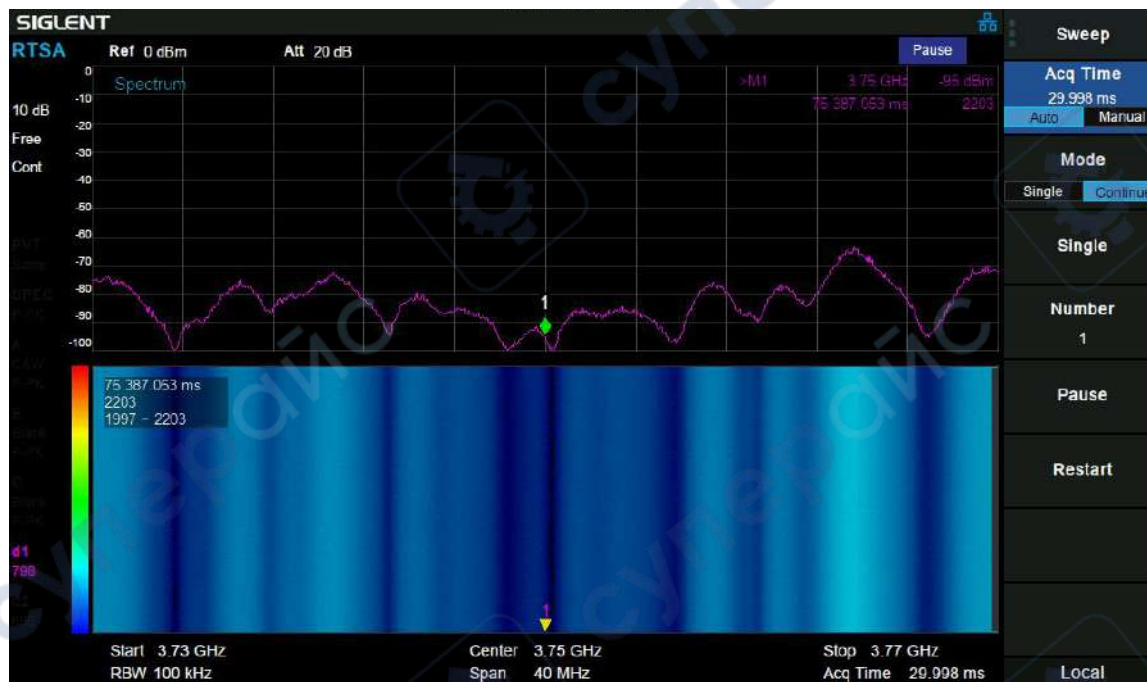 SIGLENT
RTSA Ref 0 dBm Att 20 dB Pause
Spectrum
>M1 3.75 GHz -95 dBm
75.387.053 ms 2203
10 dB
Free
Cont
0
-10
-20
-30
-40
-50
-60
-70
-80
-90
-100
1
75.387.053 ms
2203
1997 - 2203
1
d1
798
Start 3.73 GHz Center 3.75 GHz Stop 3.77 GHz
RBW 100 kHz Span 40 MHz Acq Time 29.998 ms
Sweep
Acq Time
29.998 ms
Auto Manual
Mode
Single Continue
Single
Number
1
Pause
Restart
Local
суперайс
суперайс